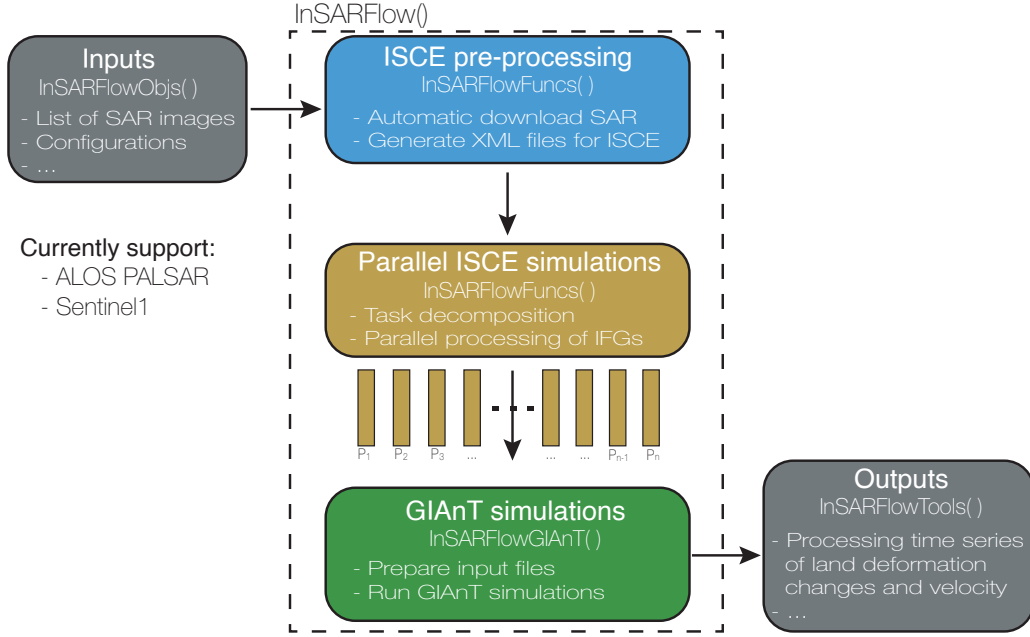 InSARFlow()
Inputs
InSARFlowObjs( )
- List of SAR images
- Configurations
- ...
Currently support:
- ALOS PALSAR
- Sentinel1
ISCE pre-processing
InSARFlowFuncs( )
- Automatic download SAR
- Generate XML files for ISCE
Parallel ISCE simulations
InSARFlowFuncs( )
- Task decomposition
- Parallel processing of IFGs
P1 P2 P3 ... ... ... Pn-1 Pn
GIAnT simulations
InSARFlowGIAnT( )
- Prepare input files
- Run GIAnT simulations
Outputs
InSARFlowTools( )
- Processing time series
of land deformation
changes and velocity
- ...